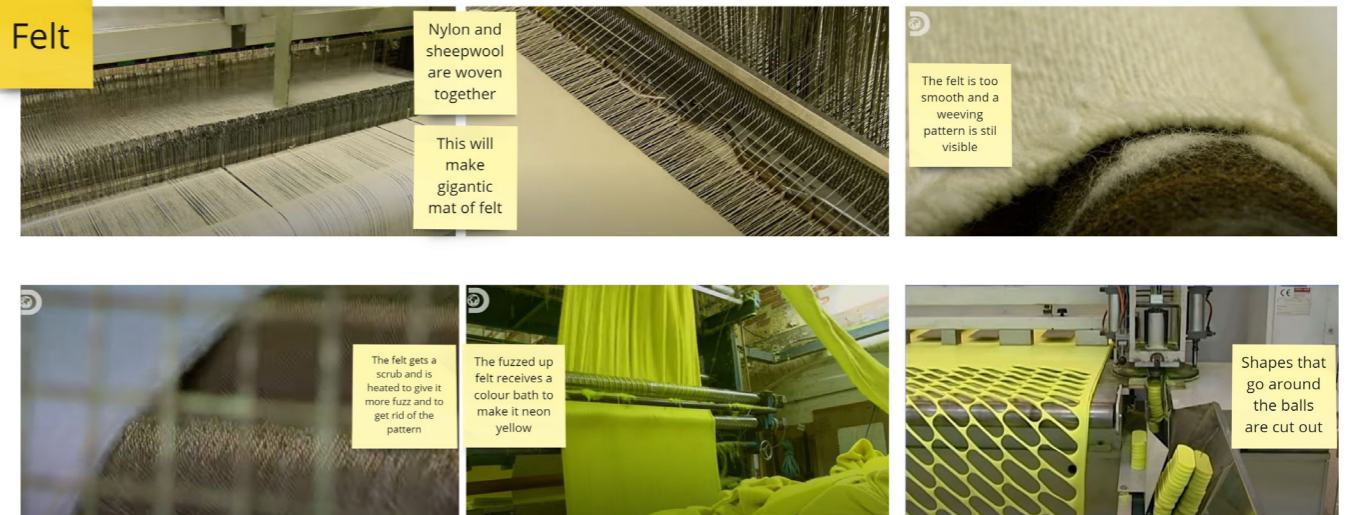 Felt
Nylon and
sheepwool
are woven
together
This will
make
gigantic
mat of felt
The felt is too
smooth and a
weeving
pattern is stil
visible
The felt gets a
scrub and is
heated to give it
more fuzz and to
get rid of the
pattern
The fuzzed up
felt receives a
colour bath to
make it neon
yellow
Shapes that
go around
the balls
are cut out